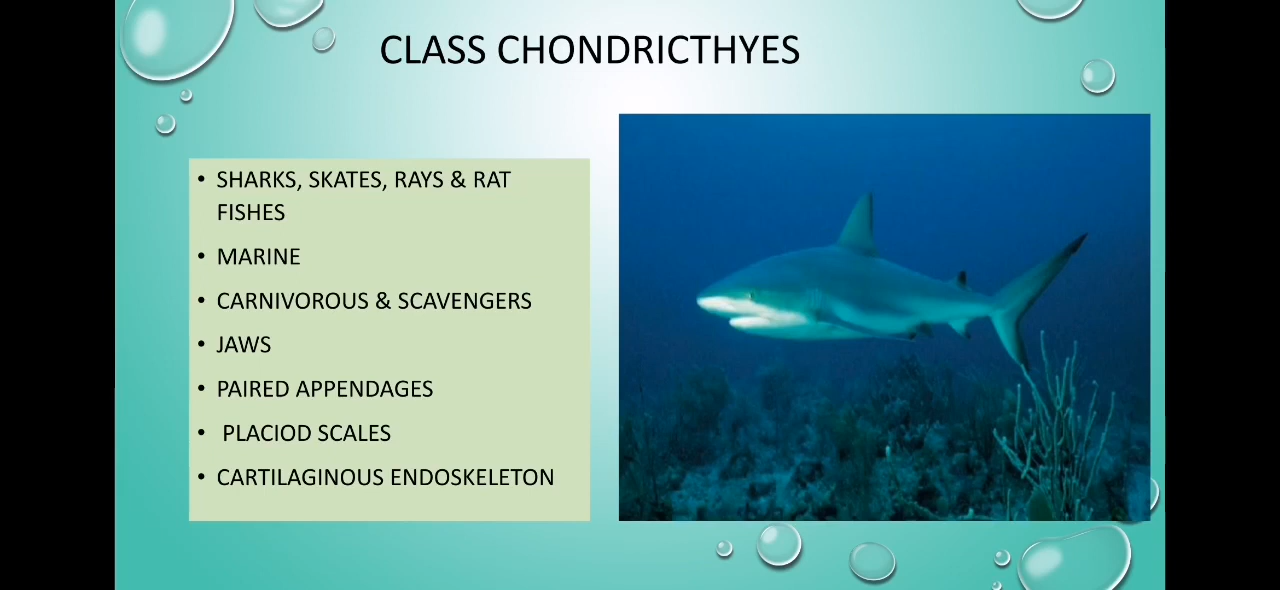 CLASS CHONDRICTHYES
• SHARKS, SKATES, RAYS & RAT
FISHES
• MARINE
• CARNIVOROUS & SCAVENGERS
• JAWS
• PAIRED APPENDAGES
• PLACIOD SCALES
• CARTILAGINOUS ENDOSKELETON